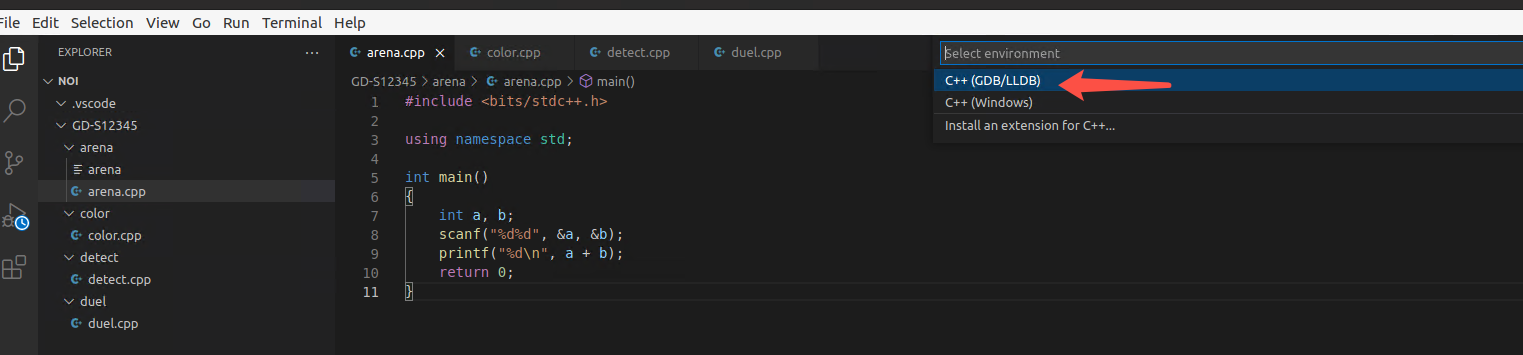 File Edit Selection View Go Run Terminal Help
EXPLORER ...
NOI
.vscode
GD-S12345
arena
arena
arena.cpp
color
color.cpp
detect
detect.cpp
duel
duel.cpp
arena.cpp color.cpp detect.cpp duel.cpp
GD-S12345 > arena > arena.cpp > main()
1 #include <bits/stdc++.h>
2
3 using namespace std;
4
5 int main()
6 {
7 int a, b;
8 scanf("%d%d", &a, &b);
9 printf("%d\n", a + b);
10 return 0;
11 }
Select environment
C++ (GDB/LLDB)
C++ (Windows)
Install an extension for C++...